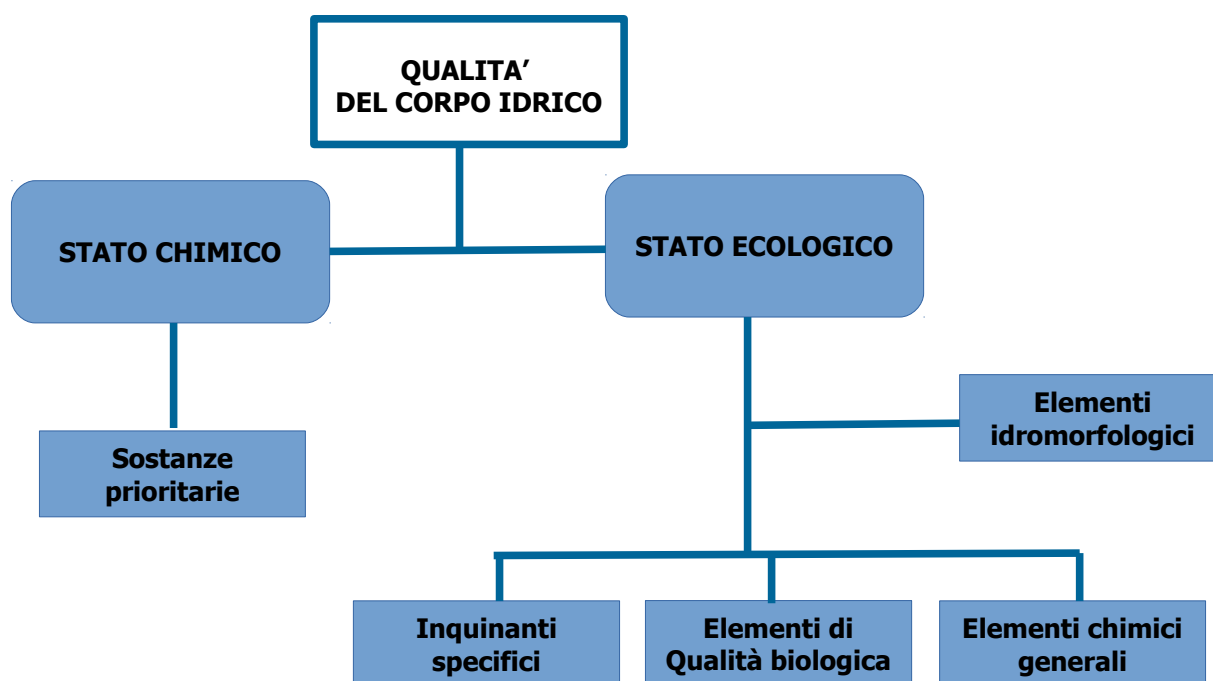 QUALITA’
DEL CORPO IDRICO
STATO CHIMICO
STATO ECOLOGICO
Elementi
idromorfologici
Sostanze
prioritarie
Inquinanti
specifici
Elementi di
Qualità biologica
Elementi chimici
generali